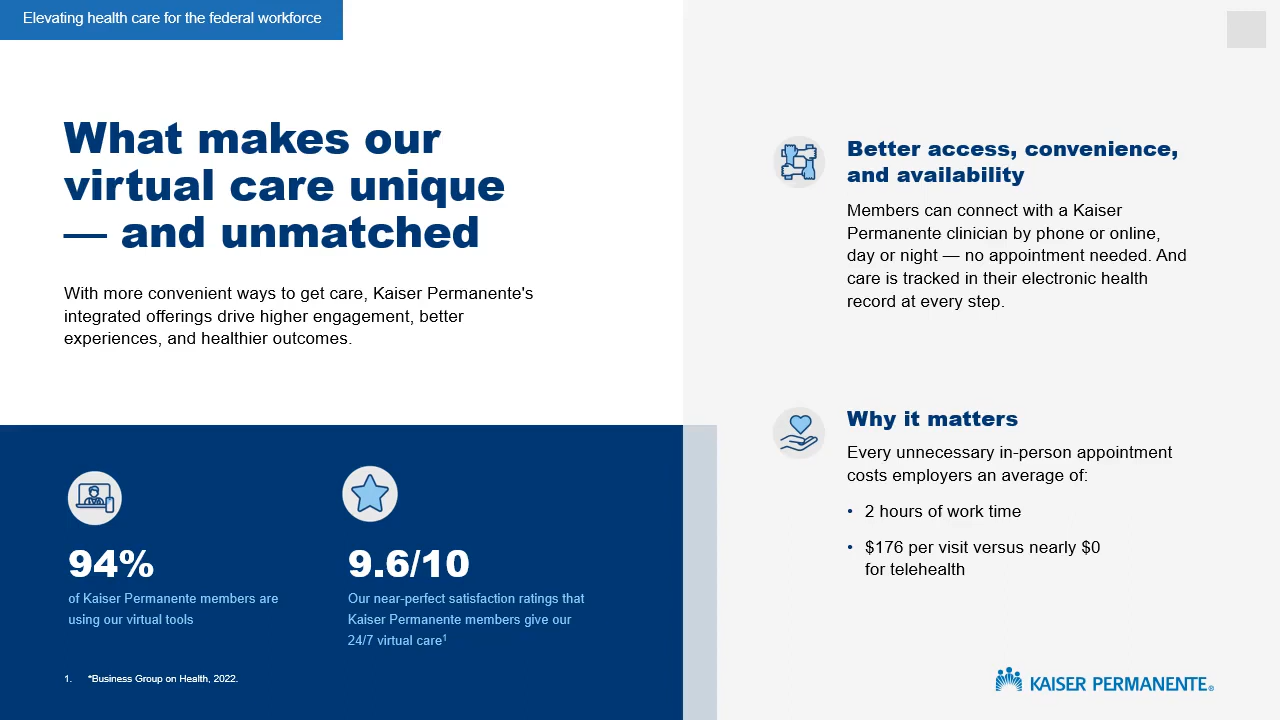 Elevating health care for the federal workforce
What makes our
virtual care unique
— and unmatched
With more convenient ways to get care, Kaiser Permanente's
integrated offerings drive higher engagement, better
experiences, and healthier outcomes.
94%
of Kaiser Permanente members are
using our virtual tools
9.6/10
Our near-perfect satisfaction ratings that
Kaiser Permanente members give our
24/7 virtual care¹
1. *Business Group on Health, 2022.
Better access, convenience,
and availability
Members can connect with a Kaiser
Permanente clinician by phone or online,
day or night — no appointment needed. And
care is tracked in their electronic health
record at every step.
Why it matters
Every unnecessary in-person appointment
costs employers an average of:
• 2 hours of work time
• $176 per visit versus nearly $0
for telehealth
KAISER PERMANENTE®